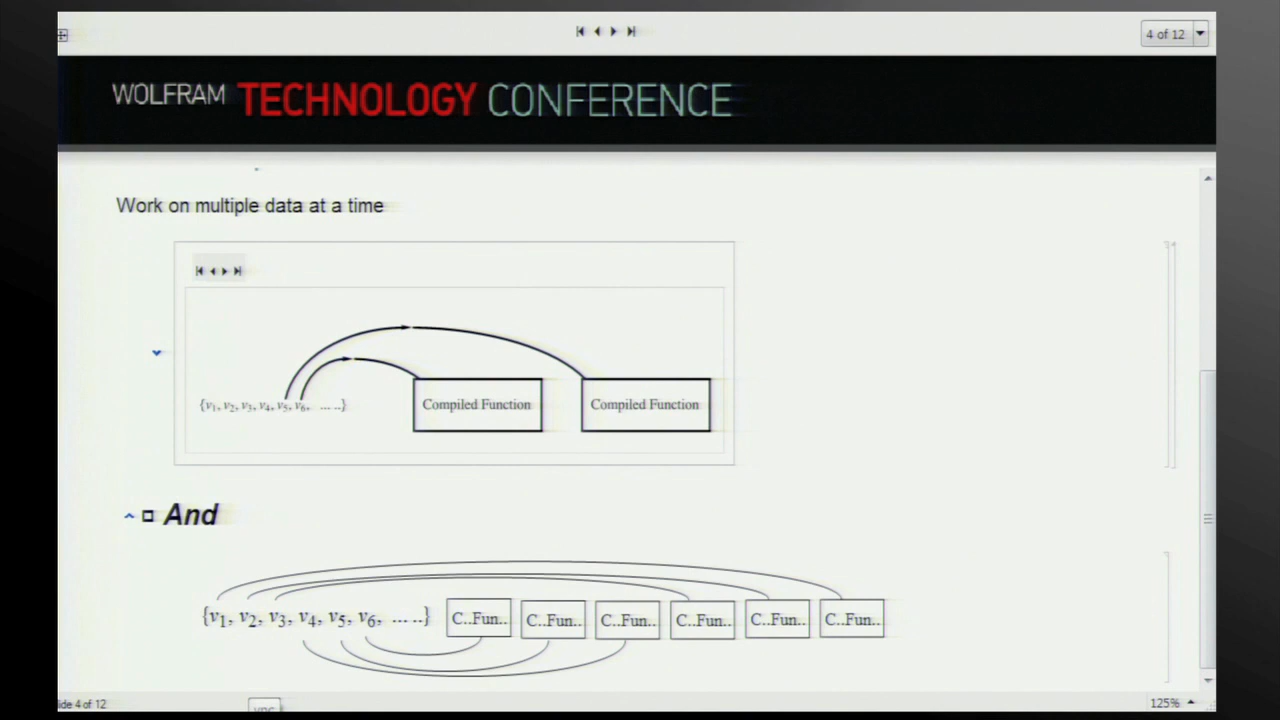 4 of 12
WOLFRAM TECHNOLOGY CONFERENCE
Work on multiple data at a time
{v1, v2, v3, v4, v5, v6, ... ..}
Compiled Function
Compiled Function
And
{v1, v2, v3, v4, v5, v6, ... ..}
C..Fun.. C..Fun.. C..Fun.. C..Fun.. C..Fun.. C..Fun..
lide 4 of 12
125%